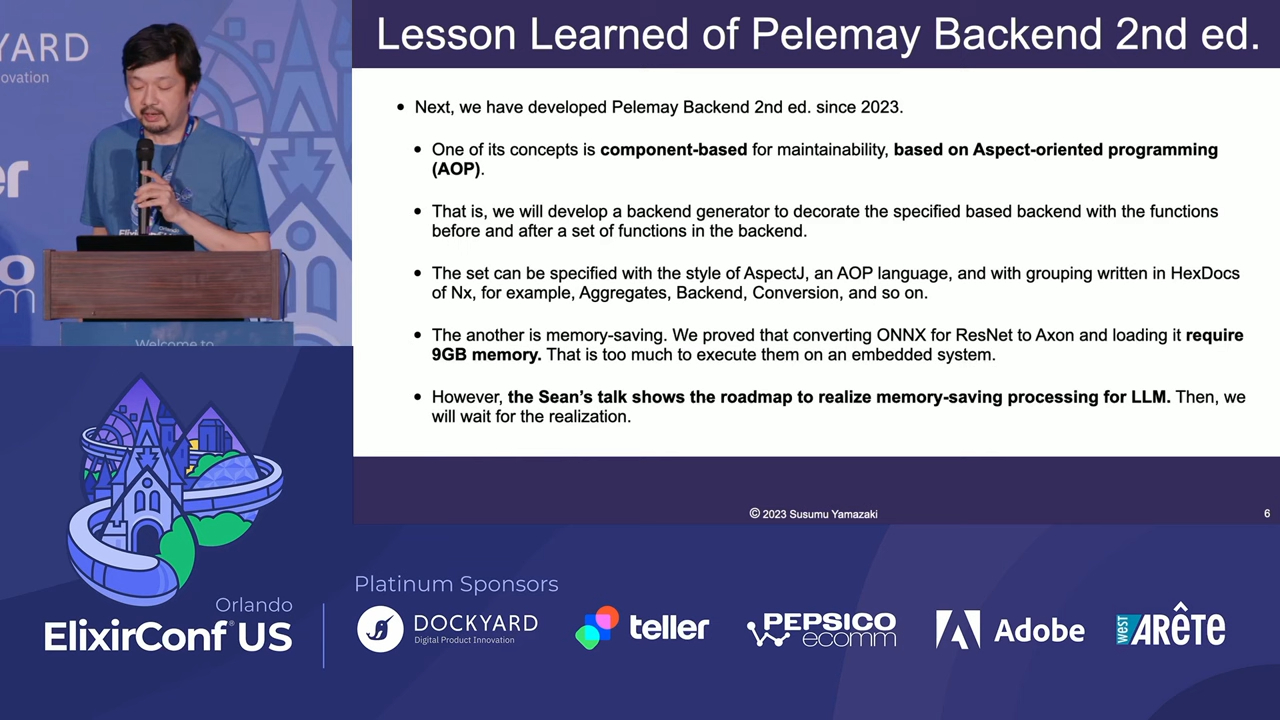 YARD
ovation
er
o
m
Welcome to
Lesson Learned of Pelemay Backend 2nd ed.
• Next, we have developed Pelemay Backend 2nd ed. since 2023.
• One of its concepts is component-based for maintainability, based on Aspect-oriented programming
(AOP).
• That is, we will develop a backend generator to decorate the specified based backend with the functions
before and after a set of functions in the backend.
• The set can be specified with the style of AspectJ, an AOP language, and with grouping written in HexDocs
of Nx, for example, Aggregates, Backend, Conversion, and so on.
• The another is memory-saving. We proved that converting ONNX for ResNet to Axon and loading it require
9GB memory. That is too much to execute them on an embedded system.
• However, the Sean's talk shows the roadmap to realize memory-saving processing for LLM. Then, we
will wait for the realization.
© 2023 Susumu Yamazaki
6
Orlando
ElixirConf® US
Platinum Sponsors
DOCKYARD
Digital Product Innovation
teller
PEPSICO
ecomm
Adobe
west ARÊTE